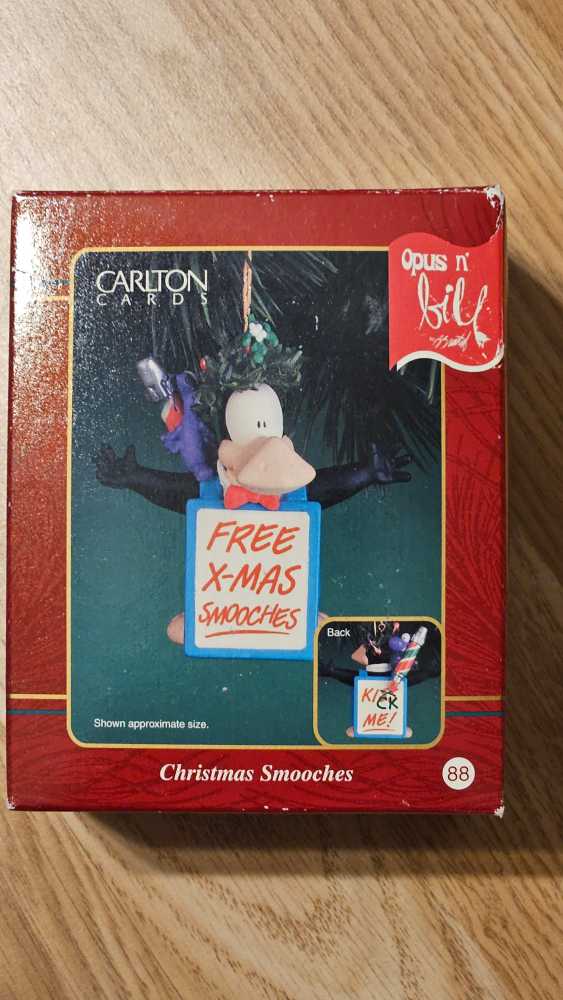 CARLTON
CARDS
Opus n'
bill
FREE
X-MAS
SMOOCHES
Back
KI CK
ME!
Shown approximate size.
Christmas Smooches
88